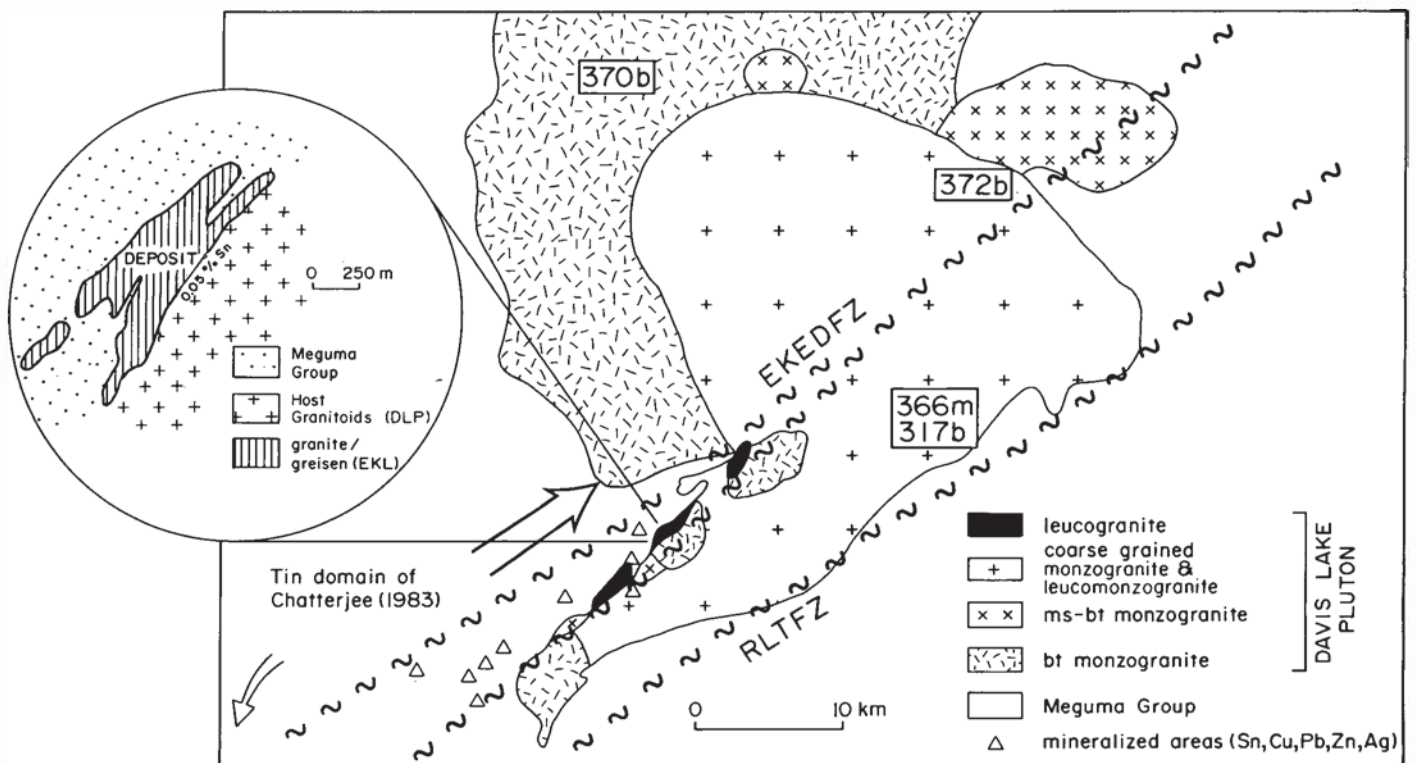 370b
372b
DEPOSIT
0.05 % Sn
0 250 m
Meguma
Group
Host
Granitoids (DLP)
granite/
greisen (EKL)
EKEDFZ
366m
317b
Tin domain of
Chatterjee (1983)
RLTFZ
0 10 km
leucogranite
coarse grained
monzogranite &
leucomonzogranite
ms-bt monzogranite
bt monzogranite
DAVIS LAKE
PLUTON
Meguma Group
mineralized areas (Sn,Cu,Pb,Zn,Ag)